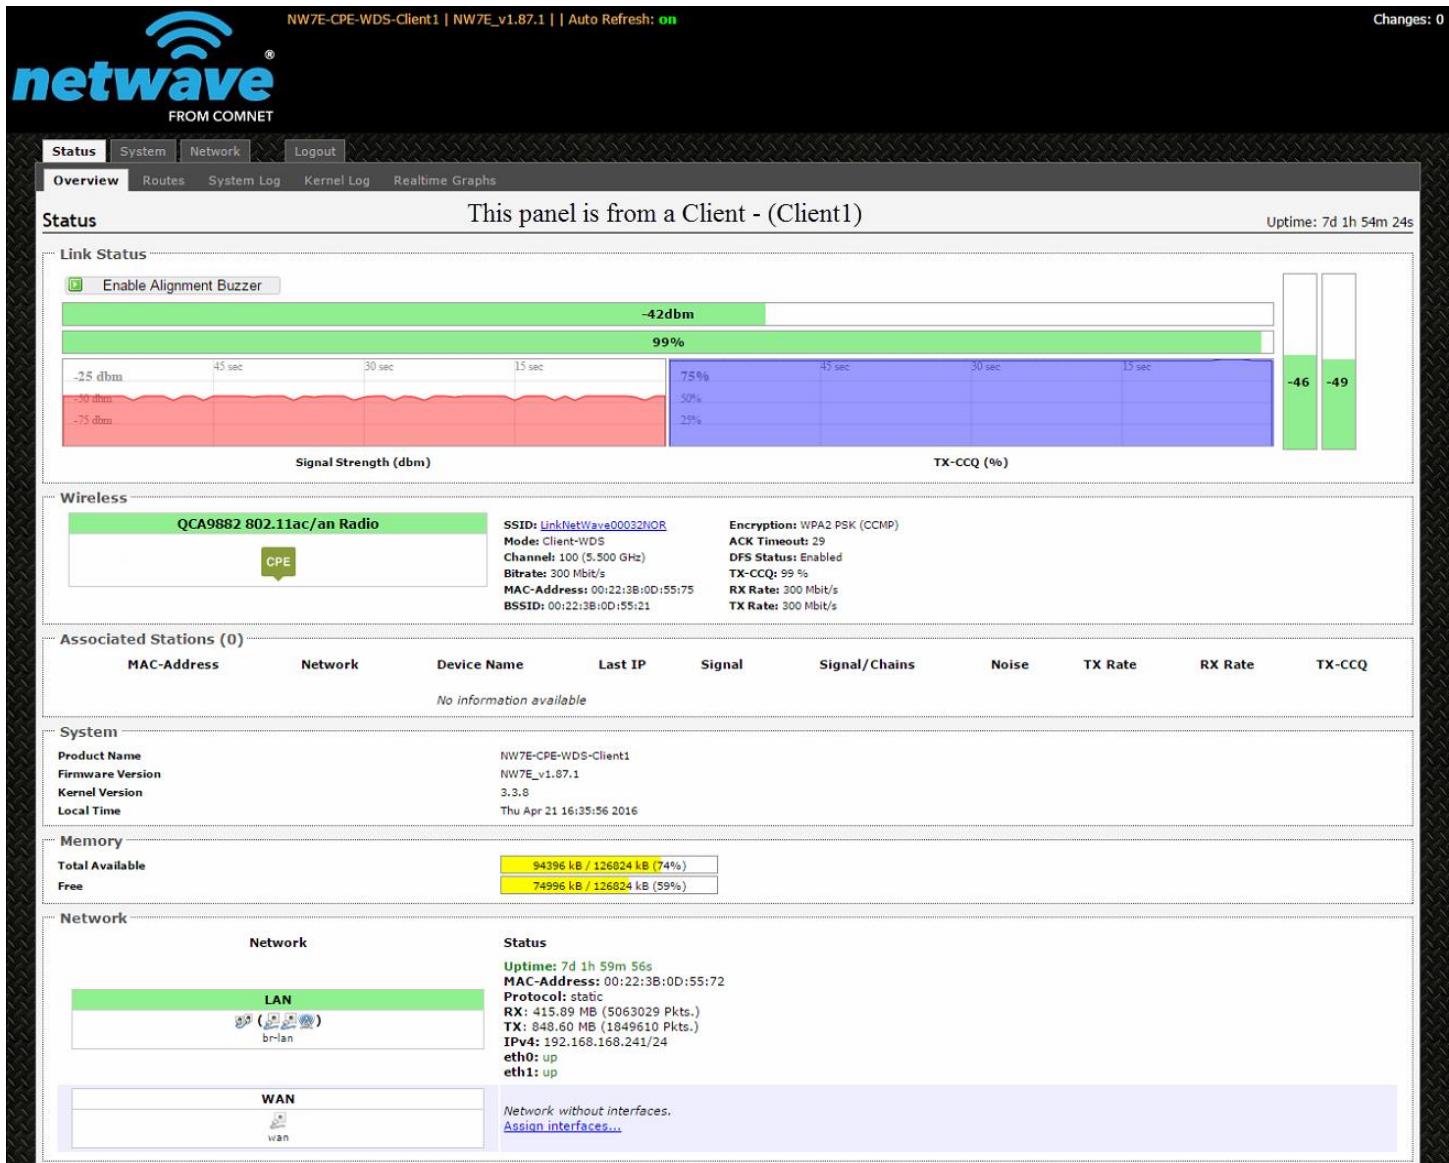 NW7E-CPE-WDS-Client1 | NW7E_v1.87.1 | | Auto Refresh: on
Changes: 0
netwave®
FROM COMNET
Status System Network Logout
Overview Routes System Log Kernel Log Realtime Graphs
Status
This panel is from a Client - (Client1)
Uptime: 7d 1h 54m 24s
Link Status
Enable Alignment Buzzer
-42dbm
99%
45 sec 30 sec 15 sec
45 sec 30 sec 15 sec
-25 dbm
75%
-50 dbm
50%
-75 dbm
25%
-46 -49
Signal Strength (dbm)
TX-CCQ (%)
Wireless
QCA9882 802.11ac/an Radio
CPE
SSID: LinkNetWave00032NOR
Mode: Client-WDS
Channel: 100 (5.500 GHz)
Bitrate: 300 Mbit/s
MAC-Address: 00:22:3B:0D:55:75
BSSID: 00:22:3B:0D:55:21
Encryption: WPA2 PSK (CCMP)
ACK Timeout: 29
DFS Status: Enabled
TX-CCQ: 99 %
RX Rate: 300 Mbit/s
TX Rate: 300 Mbit/s
Associated Stations (0)
MAC-Address Network Device Name Last IP Signal Signal/Chains Noise TX Rate RX Rate TX-CCQ
No information available
System
Product Name NW7E-CPE-WDS-Client1
Firmware Version NW7E_v1.87.1
Kernel Version 3.3.8
Local Time Thu Apr 21 16:35:56 2016
Memory
Total Available 94396 kB / 126824 kB (74%)
Free 74996 kB / 126824 kB (59%)
Network
Network Status
LAN
( )
br-lan
Uptime: 7d 1h 59m 56s
MAC-Address: 00:22:3B:0D:55:72
Protocol: static
RX: 415.89 MB (5063029 Pkts.)
TX: 848.60 MB (1849610 Pkts.)
IPv4: 192.168.168.241/24
eth0: up
eth1: up
WAN
wan
Network without interfaces.
Assign interfaces...